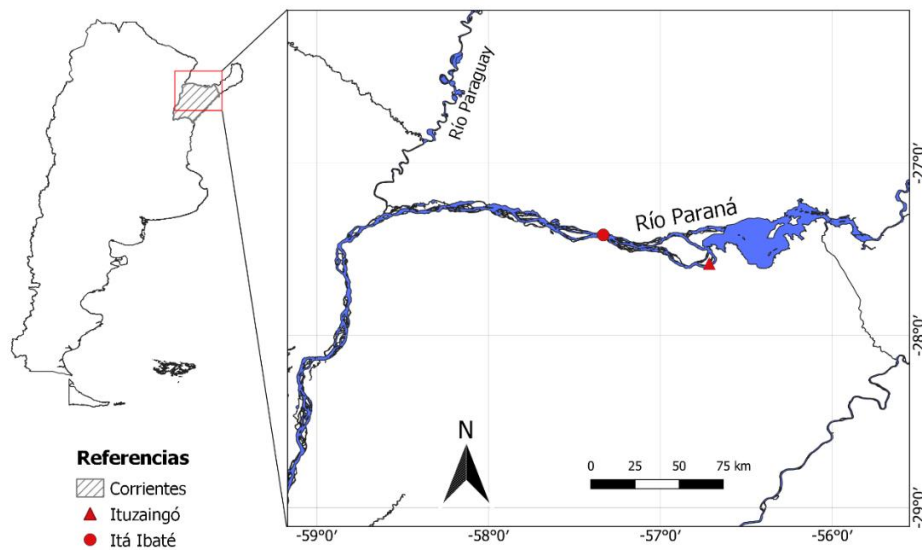 Río Paraguay
Río Paraná
-27°0'
-28°0'
-29°0'
N
0 25 50 75 km
-59°0'
-58°0'
-57°0'
-56°0'
Referencias
Corrientes
Ituzaingó
Itá Ibaté